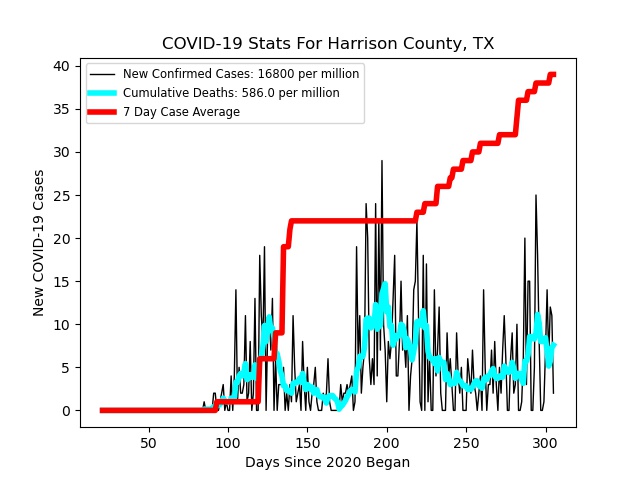 COVID-19 Stats For Harrison County, TX
New Confirmed Cases: 16800 per million
Cumulative Deaths: 586.0 per million
7 Day Case Average
40
35
30
25
20
15
10
5
0
New COVID-19 Cases
50 100 150 200 250 300
Days Since 2020 Began